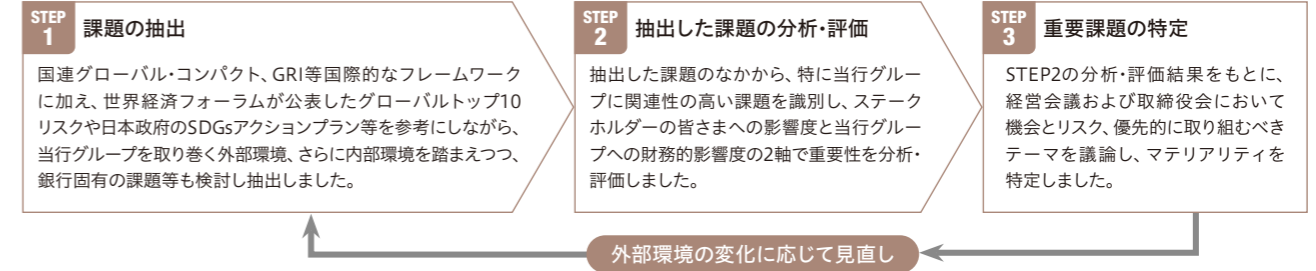 STEP
1
課題の抽出
国連グローバル・コンパクト、GRI等国際的なフレームワーク
に加え、世界経済フォーラムが公表したグローバルトップ10
リスクや日本政府のSDGsアクションプラン等を参考にしながら、
当行グループを取り巻く外部環境、さらに内部環境を踏まえつつ、
銀行固有の課題等も検討し抽出しました。
STEP
2
抽出した課題の分析・評価
抽出した課題のなかから、特に当行グルー
プに関連性の高い課題を識別し、ステーク
ホルダーの皆さまへの影響度と当行グルー
プへの財務的影響度の2軸で重要性を分析・
評価しました。
STEP
3
重要課題の特定
STEP2の分析・評価結果をもとに、
経営会議および取締役会において
機会とリスク、優先的に取り組むべき
テーマを議論し、マテリアリティを
特定しました。
外部環境の変化に応じて見直し